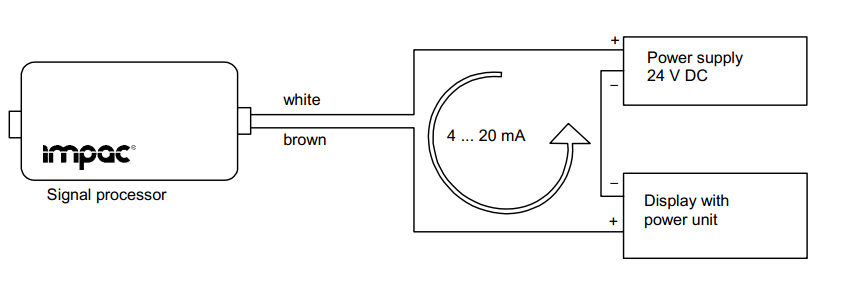 +
Power supply
24 V DC
–
white
4 ... 20 mA
brown
impac®
Signal processor
–
Display with
power unit
+